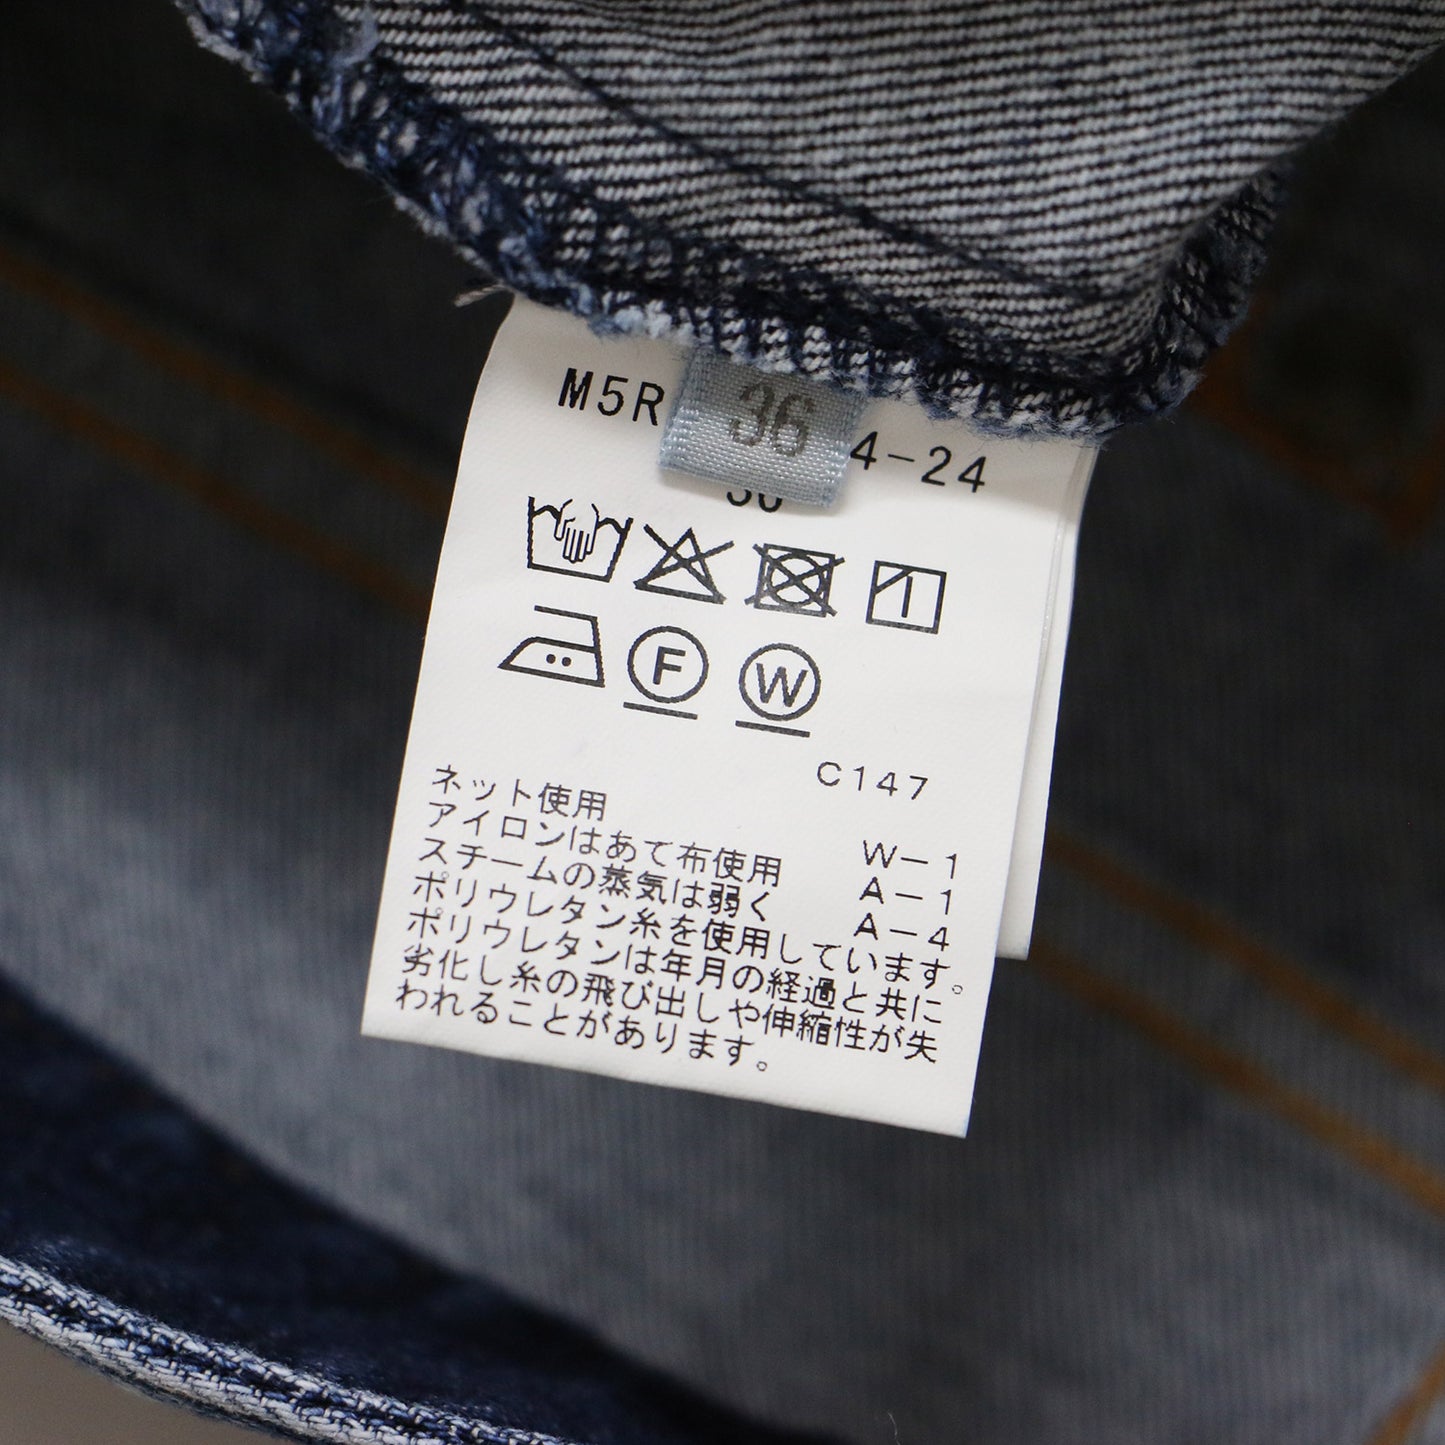 M5R
36
4-24
F
W
C147
ネット使用 W-1
アイロンはあて布使用 A-1
スチームの蒸気は弱く A-4
ポリウレタン糸を使用しています。
ポリウレタンは年月の経過と共に
劣化し糸の飛び出しや伸縮性が失
われることがあります。